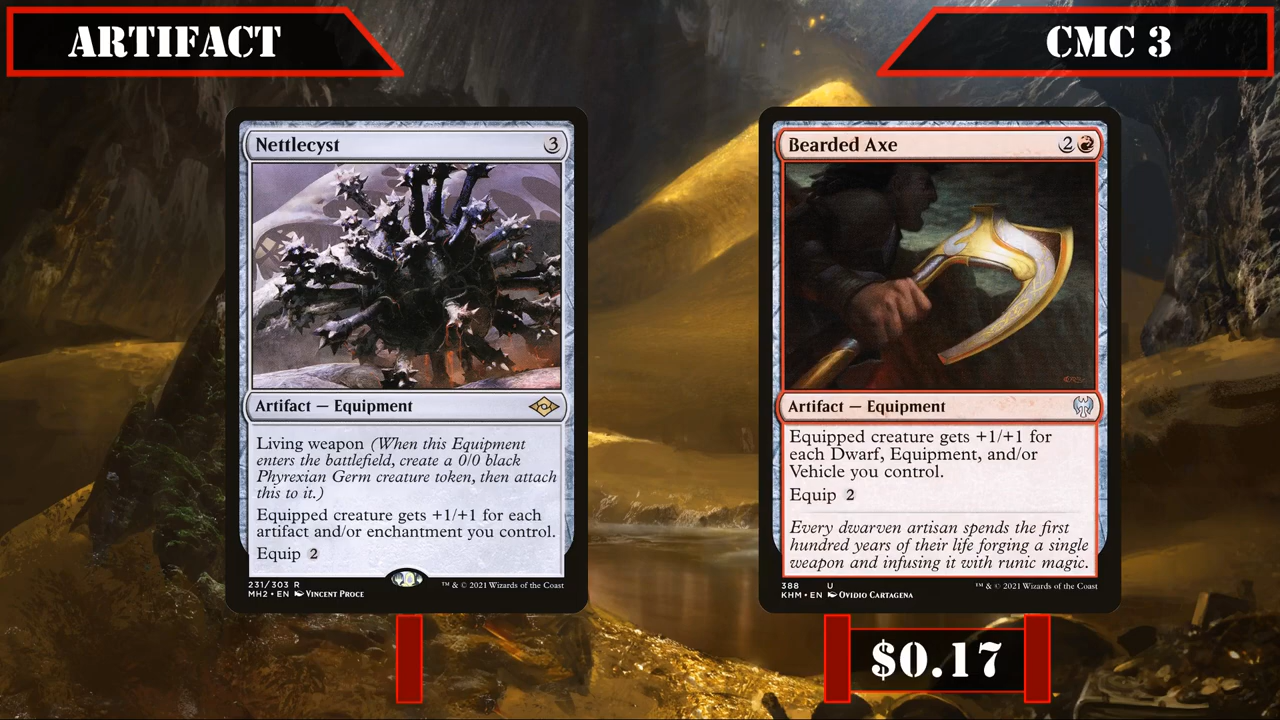 ARTIFACT
CMC 3
Nettlecyst 3
Artifact — Equipment
Living weapon (When this Equipment
enters the battlefield, create a 0/0 black
Phyrexian Germ creature token, then attach
this to it.)
Equipped creature gets +1/+1 for each
artifact and/or enchantment you control.
Equip 2
231/303 R
MH2 • EN Vincent Proce
™ & © 2021 Wizards of the Coast
Bearded Axe 2
Artifact — Equipment
Equipped creature gets +1/+1 for
each Dwarf, Equipment, and/or
Vehicle you control.
Equip 2
Every dwarven artisan spends the first
hundred years of their life forging a single
weapon and infusing it with runic magic.
388 U
KHM • EN Ovidio Cartagena
™ & © 2021 Wizards of the Coast
$0.17